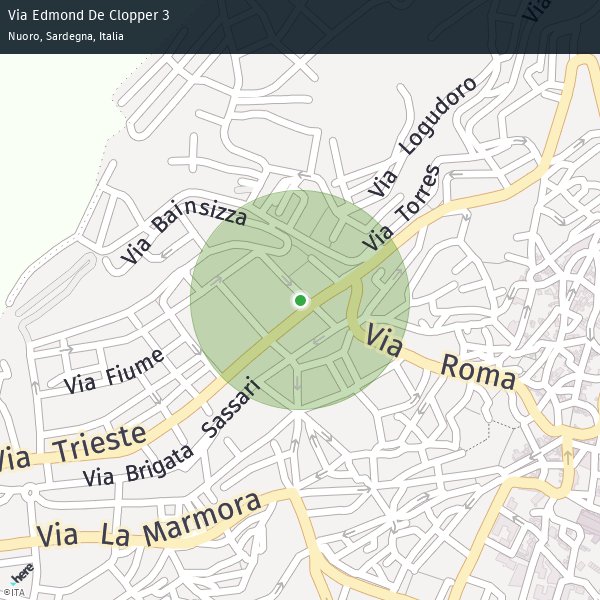 Via Edmond De Clopper 3
Nuoro, Sardegna, Italia
Via
Via Logudoro
Via Torres
Via Bainsizza
Via Roma
Via Fiume
Via Sassari
Via Trieste
Via Brigata
Via La Marmora
here
©ITA